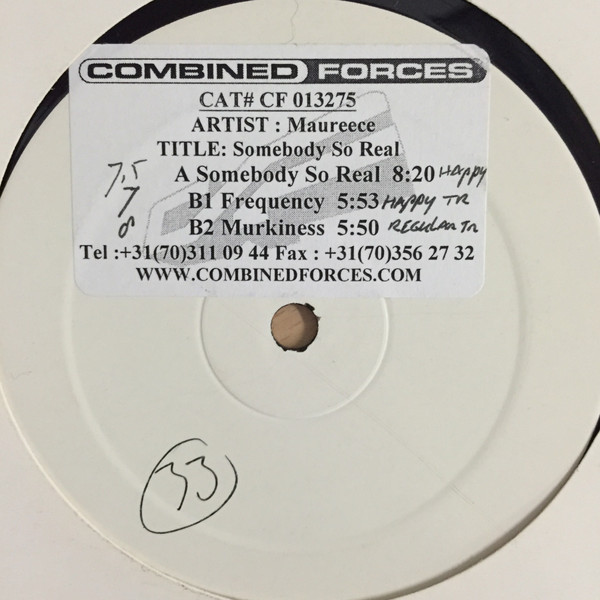 COMBINED FORCES
CAT# CF 013275
ARTIST : Maureece
TITLE: Somebody So Real
7,5 A Somebody So Real 8:20 HAPPY
7 B1 Frequency 5:53 HAPPY TR
8 B2 Murkiness 5:50 REGULAR TR
Tel :+31(70)311 09 44 Fax : +31(70)356 27 32
WWW.COMBINEDFORCES.COM
33